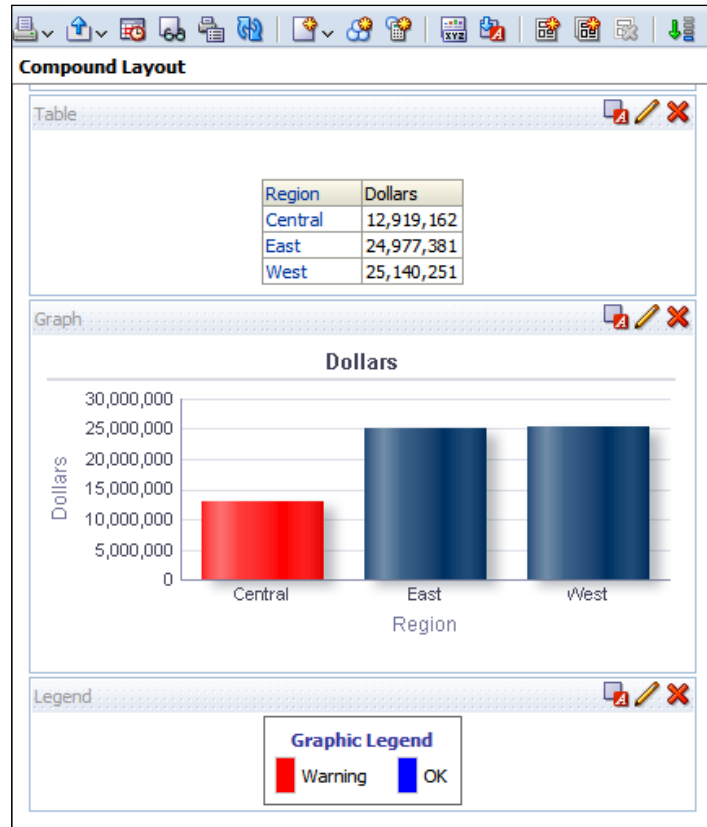 XYZ
Compound Layout
Table
Region Dollars
Central 12,919,162
East 24,977,381
West 25,140,251
Graph
Dollars
30,000,000
25,000,000
20,000,000
15,000,000
10,000,000
5,000,000
0
Dollars
Central East West
Region
Legend
Graphic Legend
Warning OK